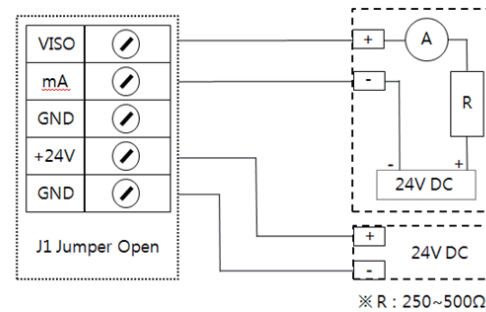 VISO
mA
GND
+24V
GND
J1 Jumper Open
+ A
-
R
- +
24V DC
+
24V DC
-
※ R : 250~500Ω